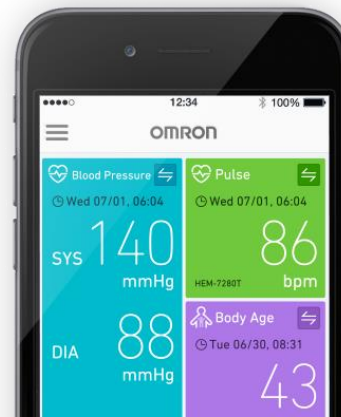 12:34
100%
OMRON
Blood Pressure
Wed 07/01, 06:04
SYS 140
mmHg
DIA 88
mmHg
Pulse
Wed 07/01, 06:04
86
HEM-7280T bpm
Body Age
Tue 06/30, 08:31
43